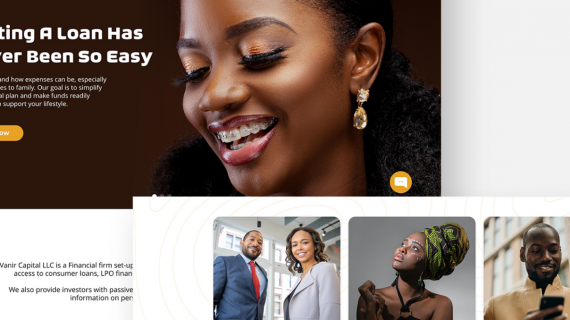 ting A Loan Has
er Been So Easy
and how expenses can be, especially
es to family. Our goal is to simplify
al plan and make funds readily
o support your lifestyle.
ow
Vanir Capital LLC is a Financial firm set-up
access to consumer loans, LPO finan
We also provide investors with passive
information on pers